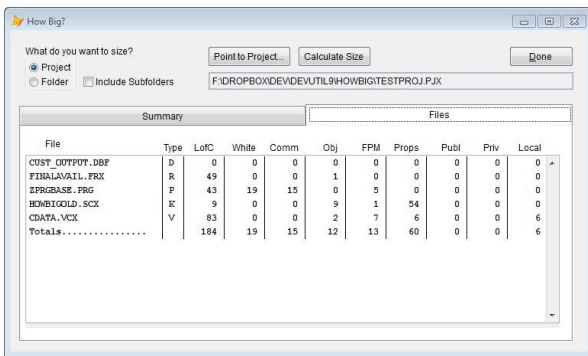 How Big?
What do you want to size?
Project
Folder
Include Subfolders
Point to Project...
Calculate Size
Done
F:\DROPBOX\DEV\DEVUTIL9\HOWBIG\TESTPROJ.PJX
Summary
Files
File Type LofC White Comm Obj FPM Props Publ Priv Local
CUST_OUTPUT.DBF D 0 0 0 0 0 0 0 0 0
FINALAVAIL.FRX R 49 0 0 1 0 0 0 0 0
ZPRGBASE.PRG P 43 19 15 0 5 0 0 0 0
HOWBIGOLD.SCX K 9 0 0 9 1 54 0 0 0
CDATA.VCX V 83 0 0 2 7 6 0 0 6
Totals................ 184 19 15 12 13 60 0 0 6